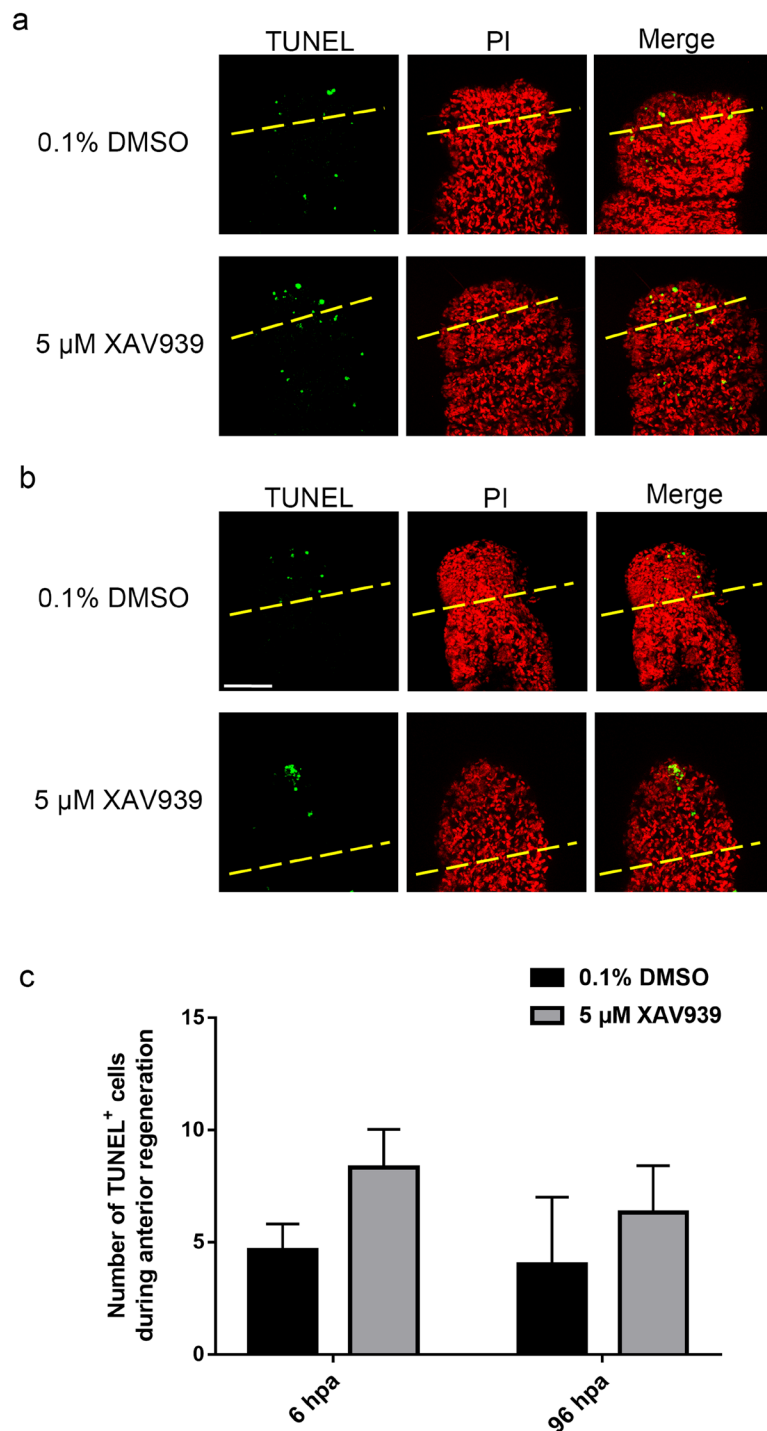 a
TUNEL PI Merge
0.1% DMSO
5 μM XAV939
b
TUNEL PI Merge
0.1% DMSO
5 μM XAV939
c
0.1% DMSO
5 μM XAV939
Number of TUNEL⁺ cells
during anterior regeneration
15
10
5
0
6 hpa
96 hpa